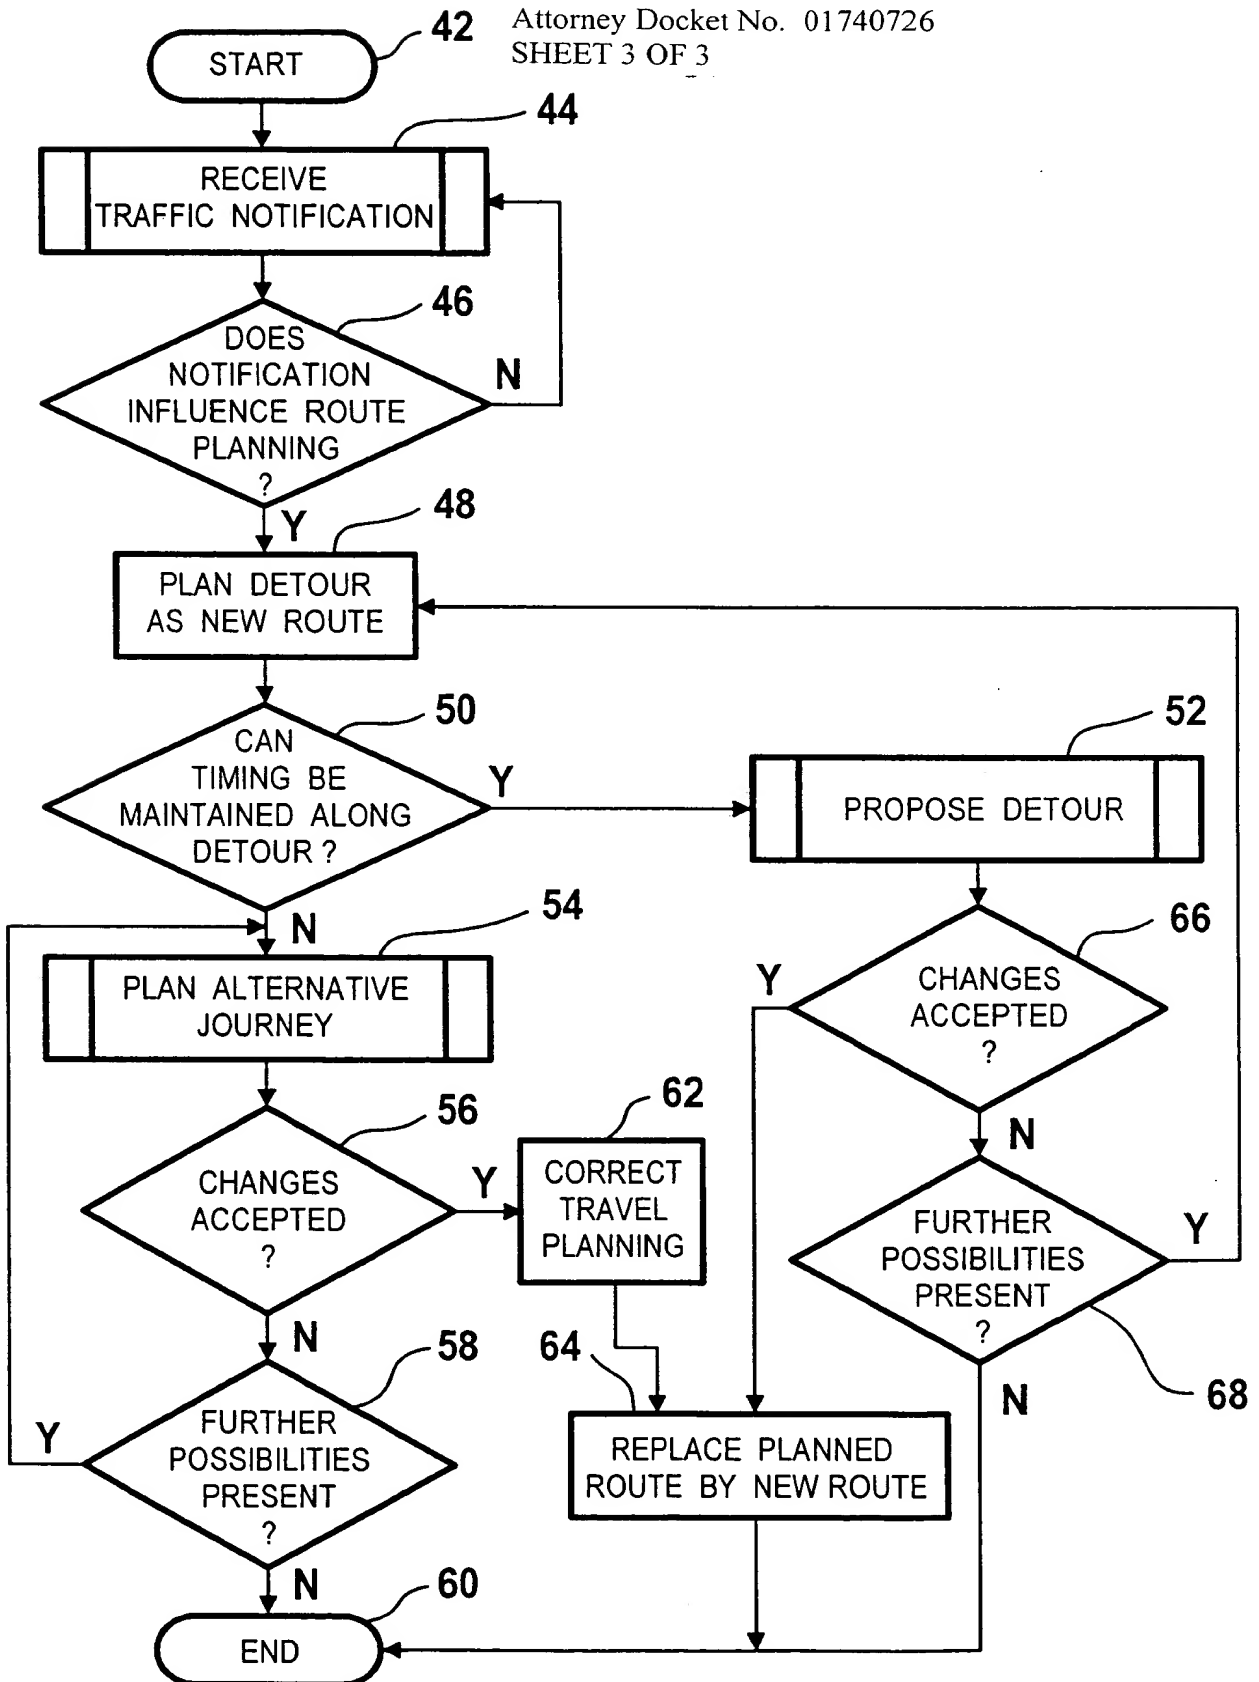 Attorney Docket No. 01740726
SHEET 3 OF 3
42
START
44
RECEIVE
TRAFFIC NOTIFICATION
46
DOES
NOTIFICATION
INFLUENCE ROUTE
PLANNING
?
N
Y
48
PLAN DETOUR
AS NEW ROUTE
50
CAN
TIMING BE
MAINTAINED ALONG
DETOUR ?
Y
52
PROPOSE DETOUR
N
54
PLAN ALTERNATIVE
JOURNEY
66
CHANGES
ACCEPTED
?
Y
N
56
CHANGES
ACCEPTED
?
Y
62
CORRECT
TRAVEL
PLANNING
FURTHER
POSSIBILITIES
PRESENT
?
Y
68
N
N
58
FURTHER
POSSIBILITIES
PRESENT
?
Y
N
64
REPLACE PLANNED
ROUTE BY NEW ROUTE
60
END